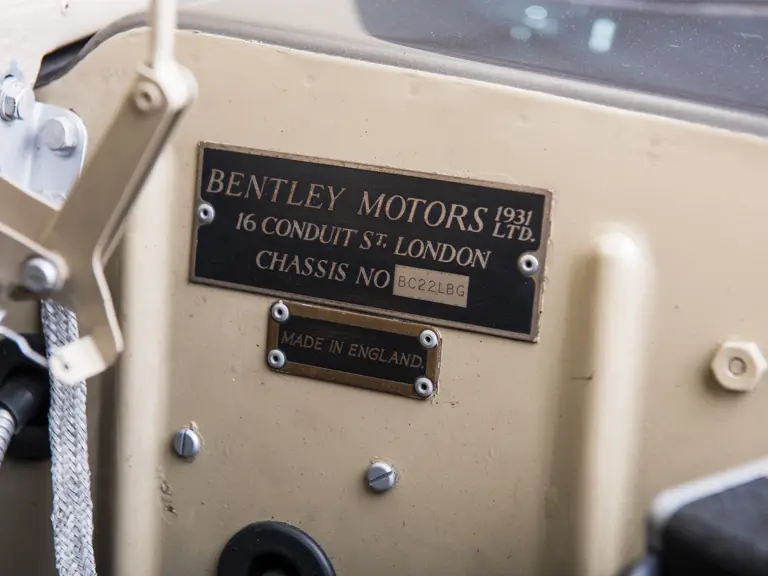 BENTLEY MOTORS 1931 LTD.
16 CONDUIT ST. LONDON
CHASSIS NO BC22LBG
MADE IN ENGLAND.